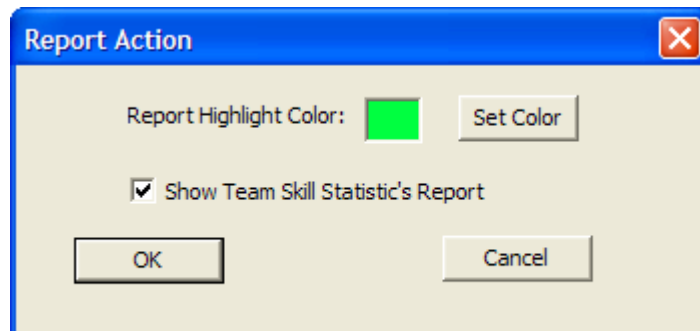 Report Action
Report Highlight Color: Set Color
Show Team Skill Statistic's Report
OK Cancel